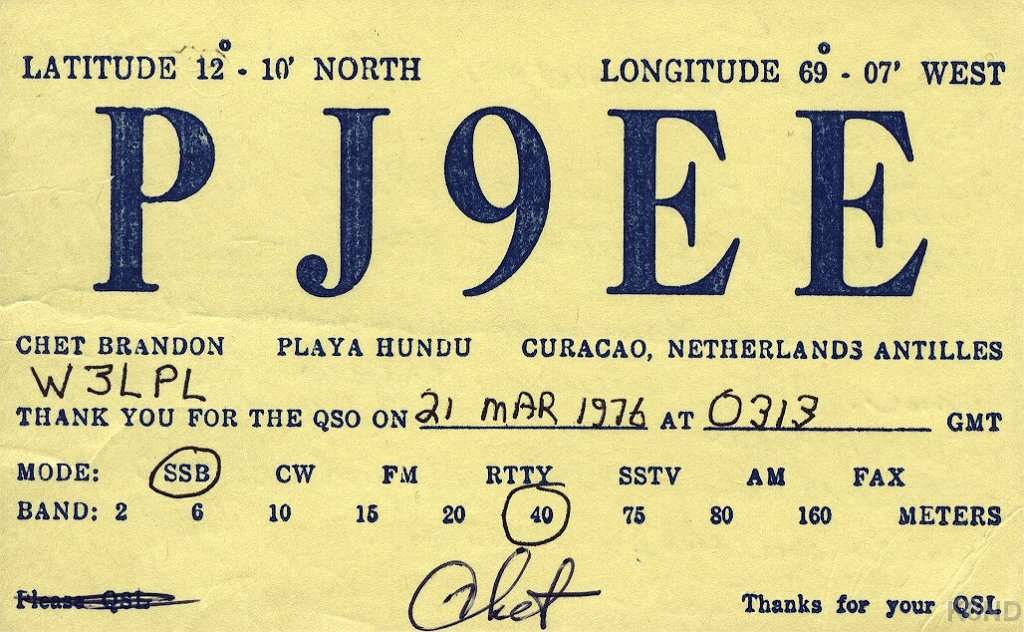 LATITUDE 12° - 10' NORTH LONGITUDE 69° - 07' WEST
PJ9EE
CHET BRANDON PLAYA HUNDU CURACAO, NETHERLANDS ANTILLES
W3LPL
THANK YOU FOR THE QSO ON 21 MAR 1976 AT 0313 GMT
MODE: SSB CW FM RTTY SSTV AM FAX
BAND: 2 6 10 15 20 40 75 80 160 METERS
Please QSL Chet Thanks for your QSL